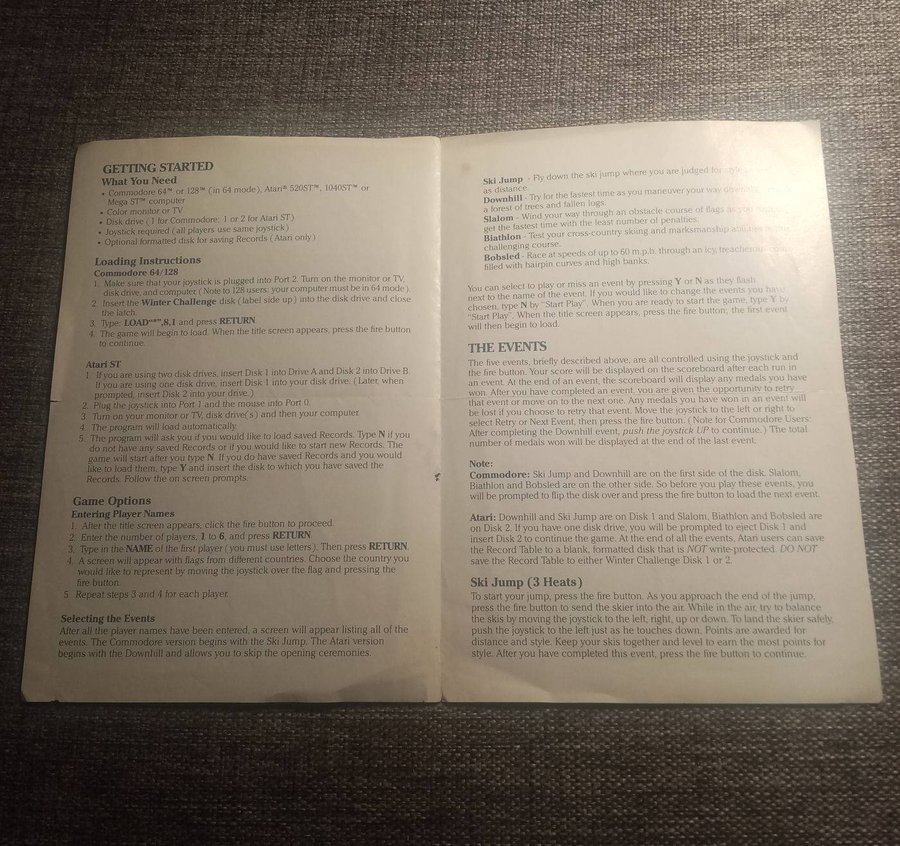 GETTING STARTED
What You Need
• Commodore 64™ or 128™ (in 64 mode), Atari® 520ST™, 1040ST™ or
Mega ST™ computer
• Color monitor or TV
• Disk drive (1 for Commodore; 1 or 2 for Atari ST)
• Joystick required (all players use same joystick)
• Optional formatted disk for saving Records (Atari only)
Loading Instructions
Commodore 64/128
1. Make sure that your joystick is plugged into Port 2. Turn on the monitor or TV,
disk drive, and computer. (Note to 128 users: your computer must be in 64 mode).
2. Insert the Winter Challenge disk (label side up) into the disk drive and close
the latch.
3. Type: LOAD"*",8,1 and press RETURN.
4. The game will begin to load. When the title screen appears, press the fire button
to continue.
Atari ST
1. If you are using two disk drives, insert Disk 1 into Drive A and Disk 2 into Drive B.
If you are using one disk drive, insert Disk 1 into your disk drive. (Later, when
prompted, insert Disk 2 into your drive.)
2. Plug the joystick into Port 1 and the mouse into Port 0.
3. Turn on your monitor or TV, disk drive(s) and then your computer.
4. The program will load automatically.
5. The program will ask you if you would like to load saved Records. Type N if you
do not have any saved Records or if you would like to start new Records. The
game will start after you type N. If you do have saved Records and you would
like to load them, type Y and insert the disk to which you have saved the
Records. Follow the on screen prompts.
Game Options
Entering Player Names
1. After the title screen appears, click the fire button to proceed.
2. Enter the number of players, 1 to 6, and press RETURN.
3. Type in the NAME of the first player (you must use letters). Then press RETURN.
4. A screen will appear with flags from different countries. Choose the country you
would like to represent by moving the joystick over the flag and pressing the
fire button.
5. Repeat steps 3 and 4 for each player.
Selecting the Events
After all the player names have been entered, a screen will appear listing all of the
events. The Commodore version begins with the Ski Jump. The Atari version
begins with the Downhill and allows you to skip the opening ceremonies.
Ski Jump - Fly down the ski jump where you are judged for style
as distance.
Downhill - Try for the fastest time as you maneuver your way
a forest of trees and fallen logs.
Slalom - Wind your way through an obstacle course of flags as you
get the fastest time with the least number of penalties.
Biathlon - Test your cross-country skiing and marksmanship abilities
challenging course.
Bobsled - Race at speeds of up to 60 m.p.h. through an icy, treacherous
filled with hairpin curves and high banks.
You can select to play or miss an event by pressing Y or N as they flash
next to the name of the event. If you would like to change the events you have
chosen, type N by "Start Play". When you are ready to start the game, type Y by
"Start Play". When the title screen appears, press the fire button; the first event
will then begin to load.
THE EVENTS
The five events, briefly described above, are all controlled using the joystick and
the fire button. Your score will be displayed on the scoreboard after each run in
an event. At the end of an event, the scoreboard will display any medals you have
won. After you have completed an event, you are given the opportunity to retry
that event or move on to the next one. Any medals you have won in an event will
be lost if you choose to retry that event. Move the joystick to the left or right to
select Retry or Next Event, then press the fire button. (Note for Commodore Users:
After completing the Downhill event, push the joystick UP to continue.) The total
number of medals won will be displayed at the end of the last event.
Note:
Commodore: Ski Jump and Downhill are on the first side of the disk. Slalom,
Biathlon and Bobsled are on the other side. So before you play these events, you
will be prompted to flip the disk over and press the fire button to load the next event.
Atari: Downhill and Ski Jump are on Disk 1 and Slalom, Biathlon and Bobsled are
on Disk 2. If you have one disk drive, you will be prompted to eject Disk 1 and
insert Disk 2 to continue the game. At the end of all the events, Atari users can save
the Record Table to a blank, formatted disk that is NOT write-protected. DO NOT
save the Record Table to either Winter Challenge Disk 1 or 2.
Ski Jump (3 Heats)
To start your jump, press the fire button. As you approach the end of the jump,
press the fire button to send the skier into the air. While in the air, try to balance
the skis by moving the joystick to the left, right, up or down. To land the skier safely,
push the joystick to the left just as he touches down. Points are awarded for
distance and style. Keep your skis together and level to earn the most points for
style. After you have completed this event, press the fire button to continue.